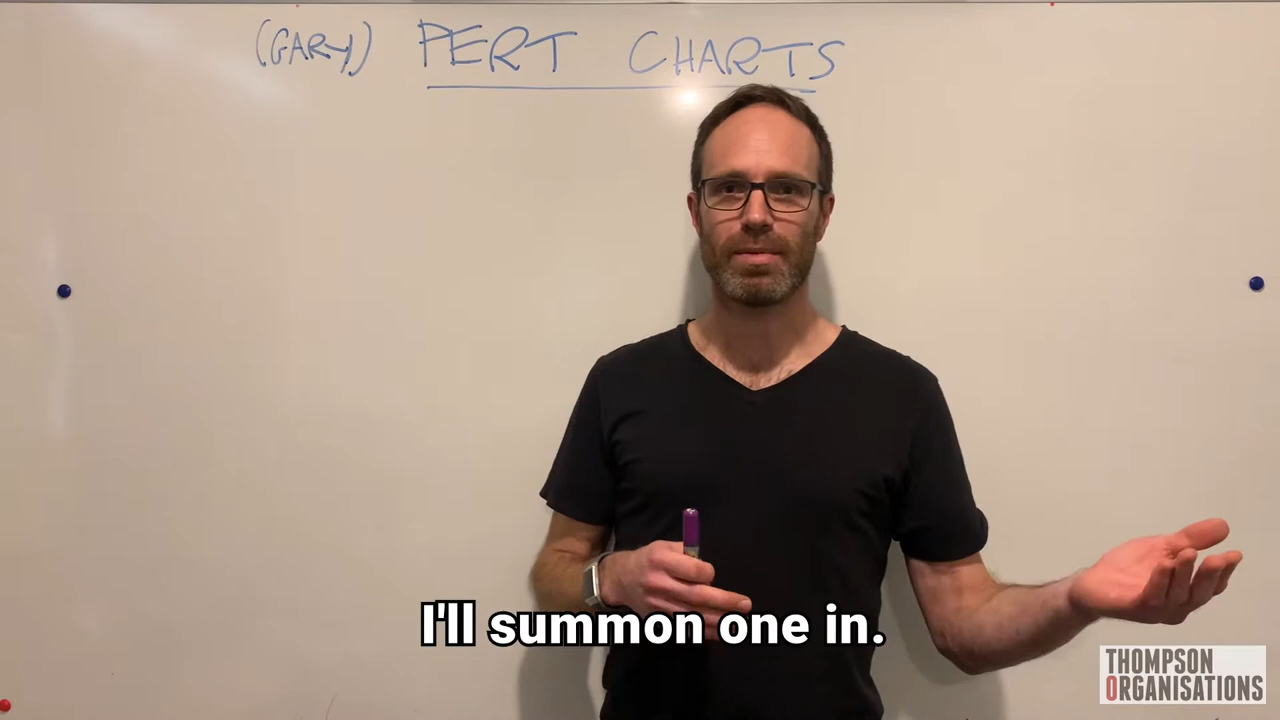 (GARY) PERT CHARTS
I'll summon one in.
THOMPSON
ORGANISATIONS